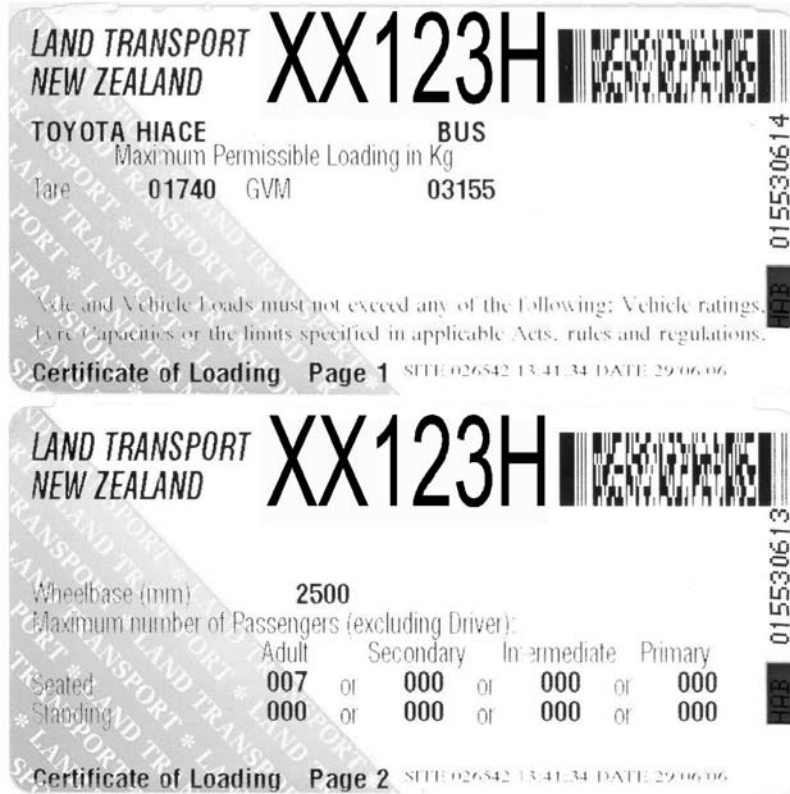 LAND TRANSPORT
NEW ZEALAND
XX123H
TOYOTA HIACE BUS
Maximum Permissible Loading in Kg
Tare 01740 GVM 03155
Axle and Vehicle Loads must not exceed any of the following: Vehicle ratings,
Tyre Capacities or the limits specified in applicable Acts, rules and regulations.
Certificate of Loading Page 1 SITE 026542 13:41:34 DATE 29/06/06
015530614
HAB
LAND TRANSPORT
NEW ZEALAND
XX123H
Wheelbase (mm) 2500
Maximum number of Passengers (excluding Driver):
Adult Secondary Intermediate Primary
Seated 007 or 000 or 000 or 000
Standing 000 or 000 or 000 or 000
Certificate of Loading Page 2 SITE 026542 13:41:34 DATE 29/06/06
015530613
HAB